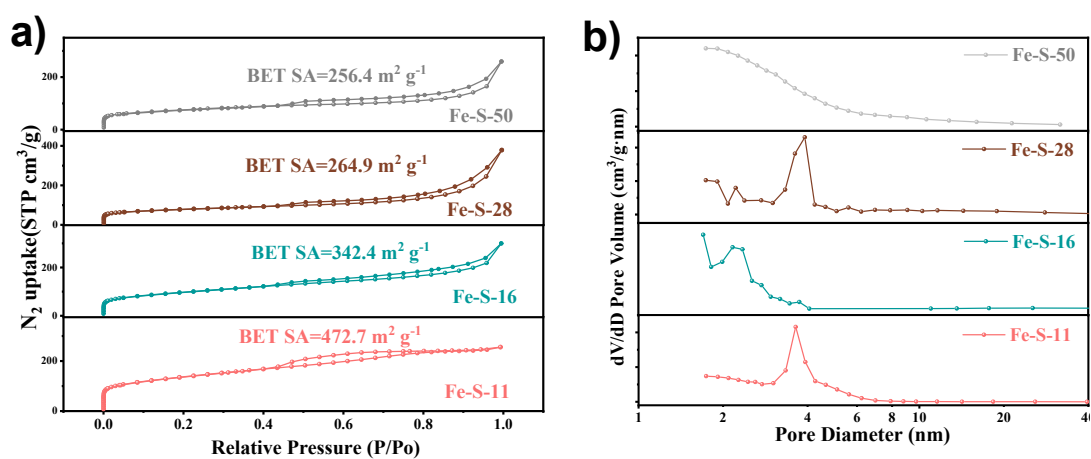 a)
N₂ uptake(STP cm³/g)
200
0
BET SA=256.4 m² g⁻¹
Fe-S-50
400
200
0
BET SA=264.9 m² g⁻¹
Fe-S-28
200
0
BET SA=342.4 m² g⁻¹
Fe-S-16
200
0
BET SA=472.7 m² g⁻¹
Fe-S-11
0.0 0.2 0.4 0.6 0.8 1.0
Relative Pressure (P/Po)
b)
dV/dD Pore Volume (cm³/g·nm)
Fe-S-50
Fe-S-28
Fe-S-16
Fe-S-11
1 2 4 6 8 10 20 40
Pore Diameter (nm)